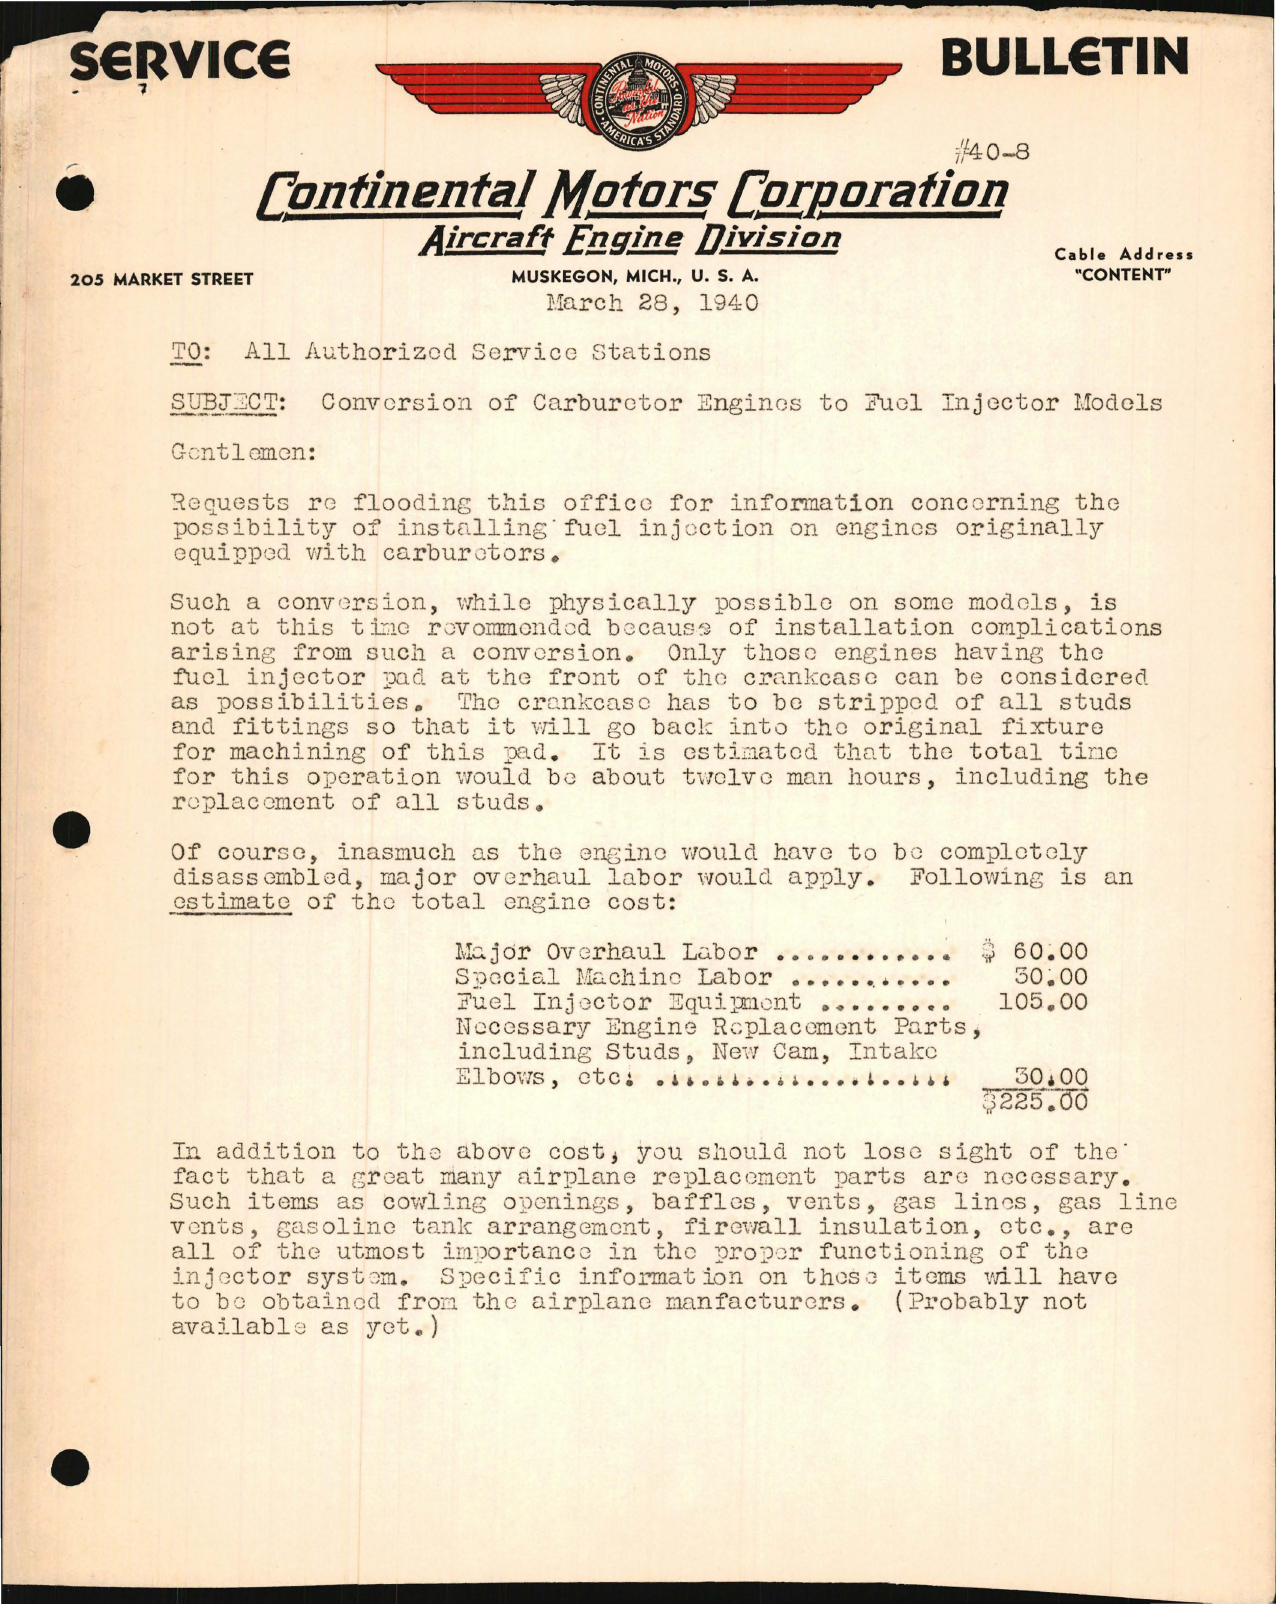 SERVICE
BULLETIN
CONTINENTAL MOTORS
Powerful as the Nation
AMERICA'S STANDARD
#40-8
Continental Motors Corporation
Aircraft Engine Division
205 MARKET STREET
MUSKEGON, MICH., U. S. A.
Cable Address
"CONTENT"
March 28, 1940
TO: All Authorized Service Stations
SUBJECT: Conversion of Carburetor Engines to Fuel Injector Models
Gentlemen:
Requests re flooding this office for information concerning the
possibility of installing fuel injection on engines originally
equipped with carburetors.
Such a conversion, while physically possible on some models, is
not at this time revommended because of installation complications
arising from such a conversion. Only those engines having the
fuel injector pad at the front of the crankcase can be considered
as possibilities. The crankcase has to be stripped of all studs
and fittings so that it will go back into the original fixture
for machining of this pad. It is estimated that the total time
for this operation would be about twelve man hours, including the
replacement of all studs.
Of course, inasmuch as the engine would have to be completely
disassembled, major overhaul labor would apply. Following is an
estimate of the total engine cost:
Major Overhaul Labor ............ $ 60.00
Special Machine Labor ........... 30.00
Fuel Injector Equipment ......... 105.00
Necessary Engine Replacement Parts,
including Studs, New Cam, Intake
Elbows, etc. .................... 30.00
$225.00
In addition to the above cost, you should not lose sight of the
fact that a great many airplane replacement parts are necessary.
Such items as cowling openings, baffles, vents, gas lines, gas line
vents, gasoline tank arrangement, firewall insulation, etc., are
all of the utmost importance in the proper functioning of the
injector system. Specific information on these items will have
to be obtained from the airplane manfacturers. (Probably not
available as yet.)